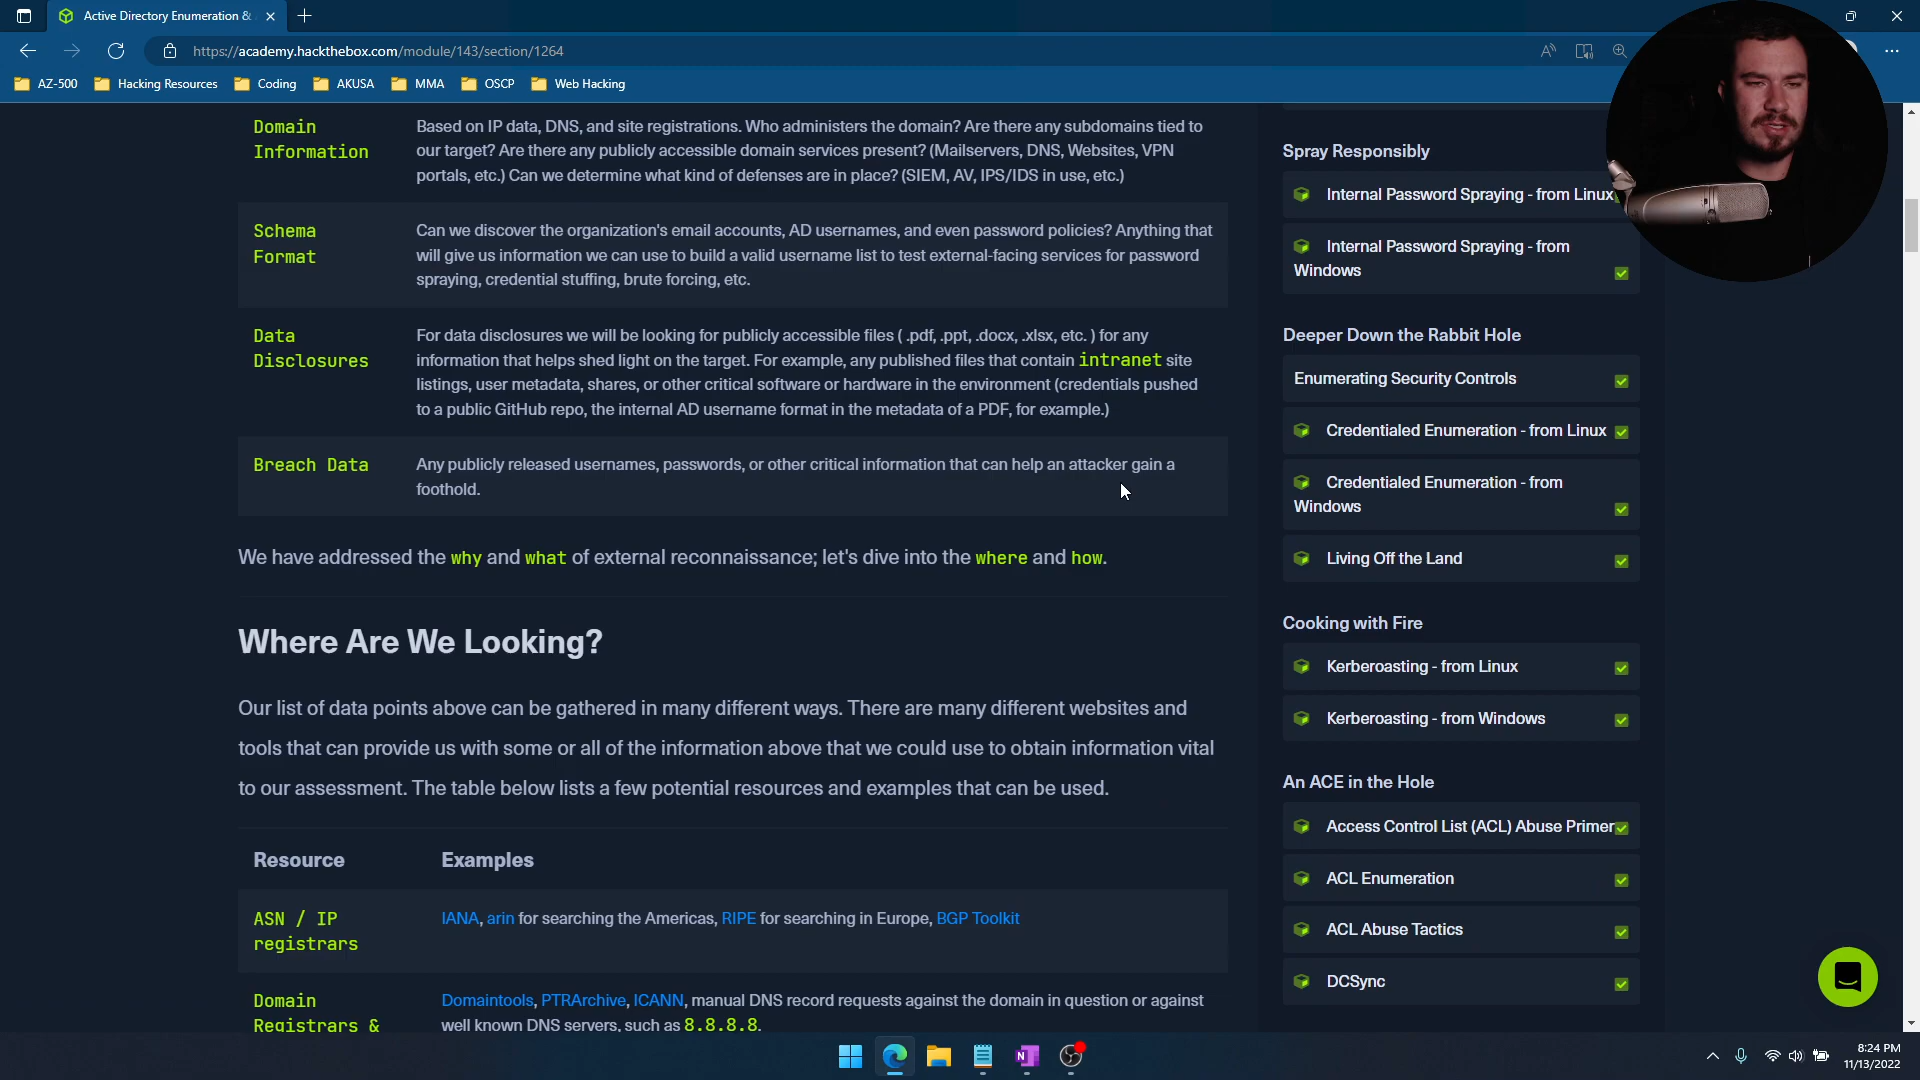 Active Directory Enumeration &
https://academy.hackthebox.com/module/143/section/1264
AZ-500
Hacking Resources
Coding
AKUSA
MMA
OSCP
Web Hacking
Domain
Information
Based on IP data, DNS, and site registrations. Who administers the domain? Are there any subdomains tied to
our target? Are there any publicly accessible domain services present? (Mailservers, DNS, Websites, VPN
portals, etc.) Can we determine what kind of defenses are in place? (SIEM, AV, IPS/IDS in use, etc.)
Schema
Format
Can we discover the organization's email accounts, AD usernames, and even password policies? Anything that
will give us information we can use to build a valid username list to test external-facing services for password
spraying, credential stuffing, brute forcing, etc.
Data
Disclosures
For data disclosures we will be looking for publicly accessible files ( .pdf, .ppt, .docx, .xlsx, etc. ) for any
information that helps shed light on the target. For example, any published files that contain intranet site
listings, user metadata, shares, or other critical software or hardware in the environment (credentials pushed
to a public GitHub repo, the internal AD username format in the metadata of a PDF, for example.)
Breach Data
Any publicly released usernames, passwords, or other critical information that can help an attacker gain a
foothold.
We have addressed the why and what of external reconnaissance; let's dive into the where and how.
Where Are We Looking?
Our list of data points above can be gathered in many different ways. There are many different websites and
tools that can provide us with some or all of the information above that we could use to obtain information vital
to our assessment. The table below lists a few potential resources and examples that can be used.
Resource
Examples
ASN / IP
registrars
IANA, arin for searching the Americas, RIPE for searching in Europe, BGP Toolkit
Domain
Registrars &
Domaintools, PTRArchive, ICANN, manual DNS record requests against the domain in question or against
well known DNS servers, such as 8.8.8.8.
Spray Responsibly
Internal Password Spraying - from Linux
Internal Password Spraying - from
Windows
Deeper Down the Rabbit Hole
Enumerating Security Controls
Credentialed Enumeration - from Linux
Credentialed Enumeration - from
Windows
Living Off the Land
Cooking with Fire
Kerberoasting - from Linux
Kerberoasting - from Windows
An ACE in the Hole
Access Control List (ACL) Abuse Primer
ACL Enumeration
ACL Abuse Tactics
DCSync
8:24 PM
11/13/2022